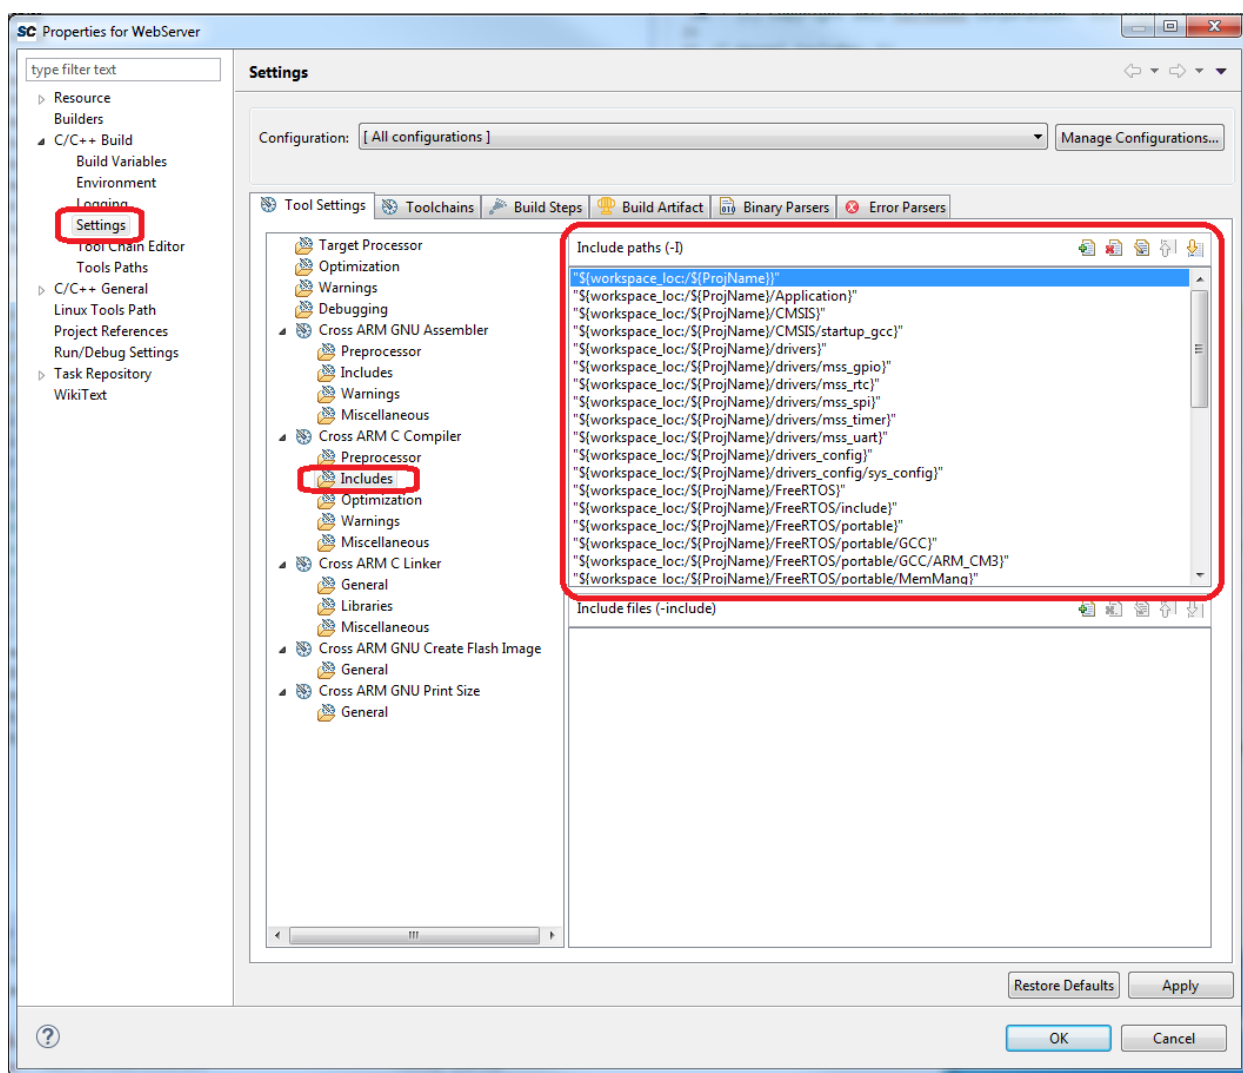 SC Properties for WebServer
type filter text
Settings
Resource
Builders
C/C++ Build
Build Variables
Environment
Logging
Settings
Tool Chain Editor
Tools Paths
C/C++ General
Linux Tools Path
Project References
Run/Debug Settings
Task Repository
WikiText
Configuration: [ All configurations ] Manage Configurations...
Tool Settings Toolchains Build Steps Build Artifact Binary Parsers Error Parsers
Target Processor
Optimization
Warnings
Debugging
Cross ARM GNU Assembler
Preprocessor
Includes
Warnings
Miscellaneous
Cross ARM C Compiler
Preprocessor
Includes
Optimization
Warnings
Miscellaneous
Cross ARM C Linker
General
Libraries
Miscellaneous
Cross ARM GNU Create Flash Image
General
Cross ARM GNU Print Size
General
Include paths (-I)
"${workspace_loc:/${ProjName}}"
"${workspace_loc:/${ProjName}/Application}"
"${workspace_loc:/${ProjName}/CMSIS}"
"${workspace_loc:/${ProjName}/CMSIS/startup_gcc}"
"${workspace_loc:/${ProjName}/drivers}"
"${workspace_loc:/${ProjName}/drivers/mss_gpio}"
"${workspace_loc:/${ProjName}/drivers/mss_rtc}"
"${workspace_loc:/${ProjName}/drivers/mss_spi}"
"${workspace_loc:/${ProjName}/drivers/mss_timer}"
"${workspace_loc:/${ProjName}/drivers/mss_uart}"
"${workspace_loc:/${ProjName}/drivers_config}"
"${workspace_loc:/${ProjName}/drivers_config/sys_config}"
"${workspace_loc:/${ProjName}/FreeRTOS}"
"${workspace_loc:/${ProjName}/FreeRTOS/include}"
"${workspace_loc:/${ProjName}/FreeRTOS/portable}"
"${workspace_loc:/${ProjName}/FreeRTOS/portable/GCC}"
"${workspace_loc:/${ProjName}/FreeRTOS/portable/GCC/ARM_CM3}"
"${workspace_loc:/${ProjName}/FreeRTOS/portable/MemMang}"
Include files (-include)
Restore Defaults Apply
OK Cancel